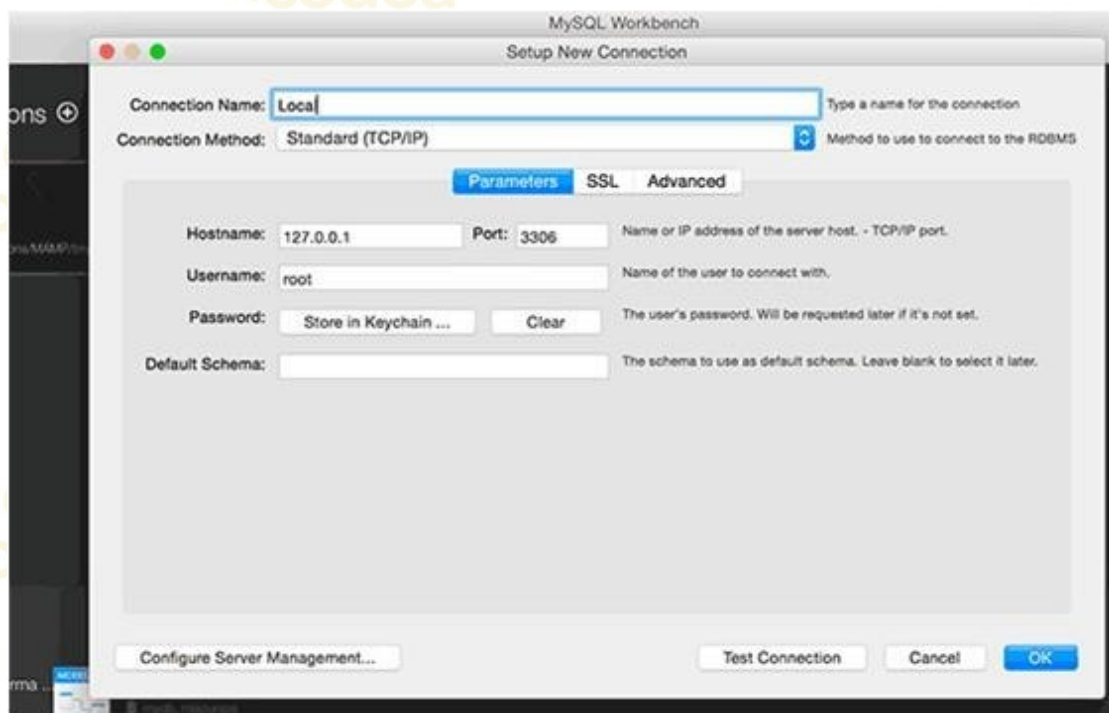 MySQL Workbench
Setup New Connection
ons
Connection Name: Local Type a name for the connection
Connection Method: Standard (TCP/IP) Method to use to connect to the RDBMS
Parameters SSL Advanced
Hostname: 127.0.0.1 Port: 3306 Name or IP address of the server host. - TCP/IP port.
Username: root Name of the user to connect with.
Password: Store in Keychain ... Clear The user's password. Will be requested later if it's not set.
Default Schema: The schema to use as default schema. Leave blank to select it later.
Configure Server Management... Test Connection Cancel OK
rma ...